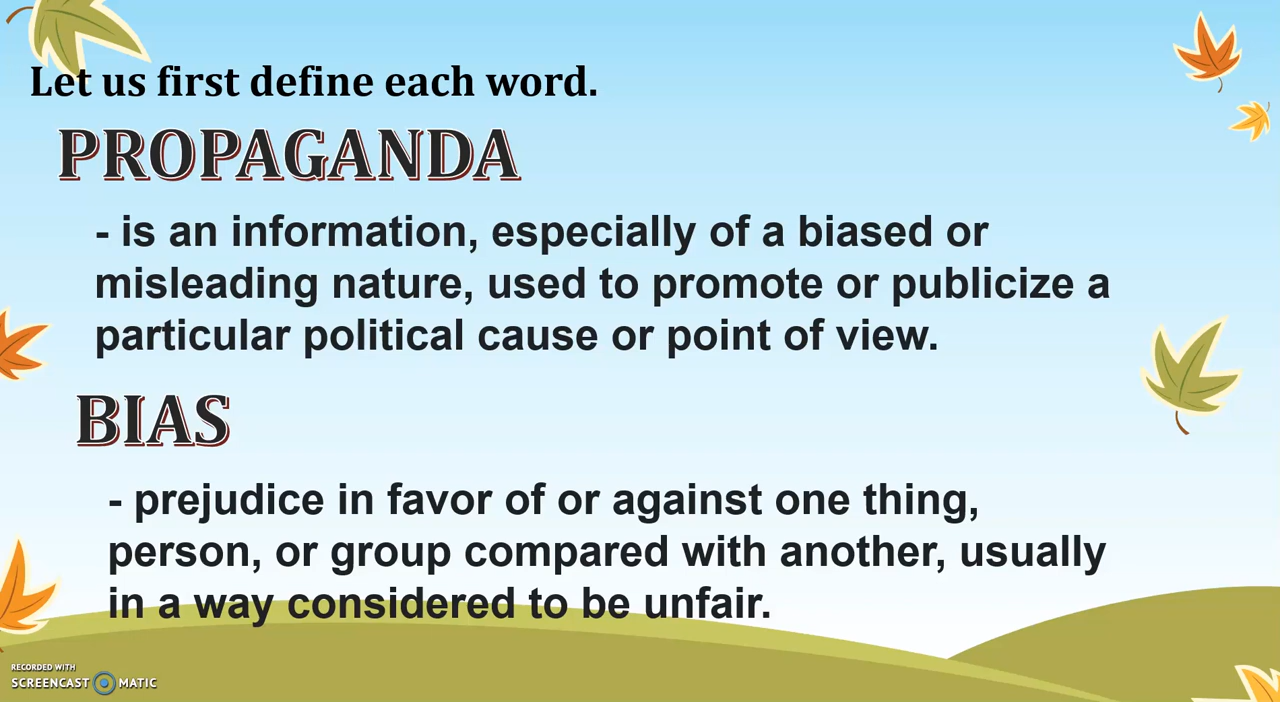 Let us first define each word.
PROPAGANDA
- is an information, especially of a biased or
misleading nature, used to promote or publicize a
particular political cause or point of view.
BIAS
- prejudice in favor of or against one thing,
person, or group compared with another, usually
in a way considered to be unfair.
RECORDED WITH
SCREENCAST MATIC